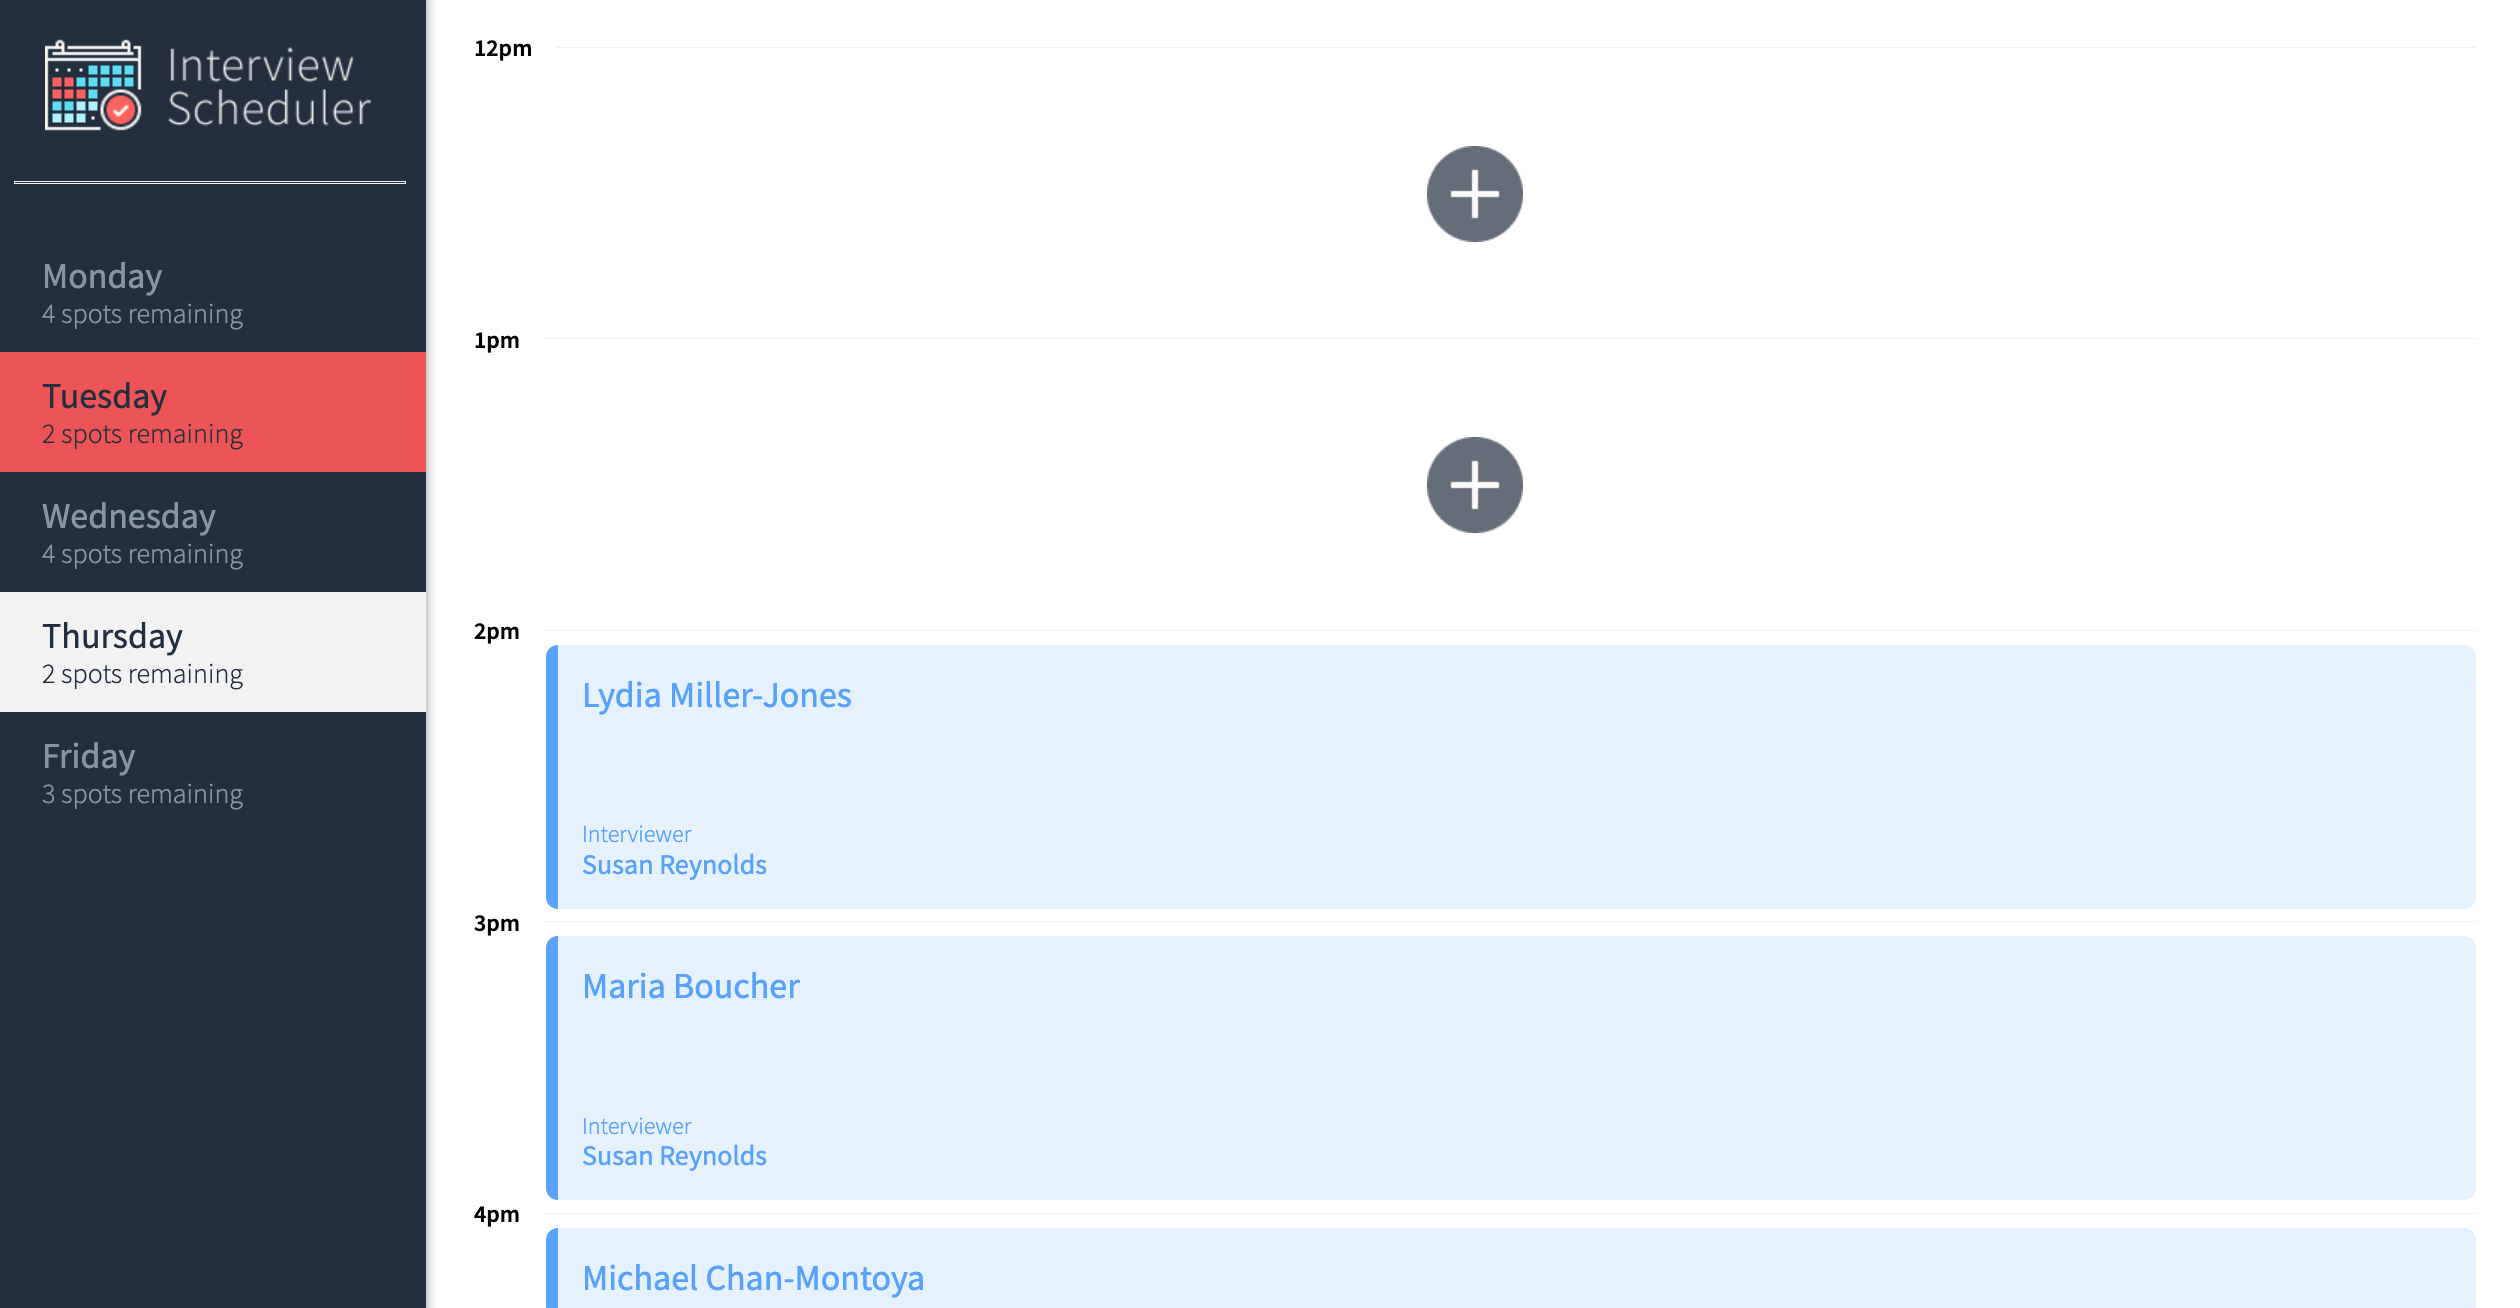 Interview
Scheduler
Monday
4 spots remaining
Tuesday
2 spots remaining
Wednesday
4 spots remaining
Thursday
2 spots remaining
Friday
3 spots remaining
12pm
1pm
2pm
Lydia Miller-Jones
Interviewer
Susan Reynolds
3pm
Maria Boucher
Interviewer
Susan Reynolds
4pm
Michael Chan-Montoya